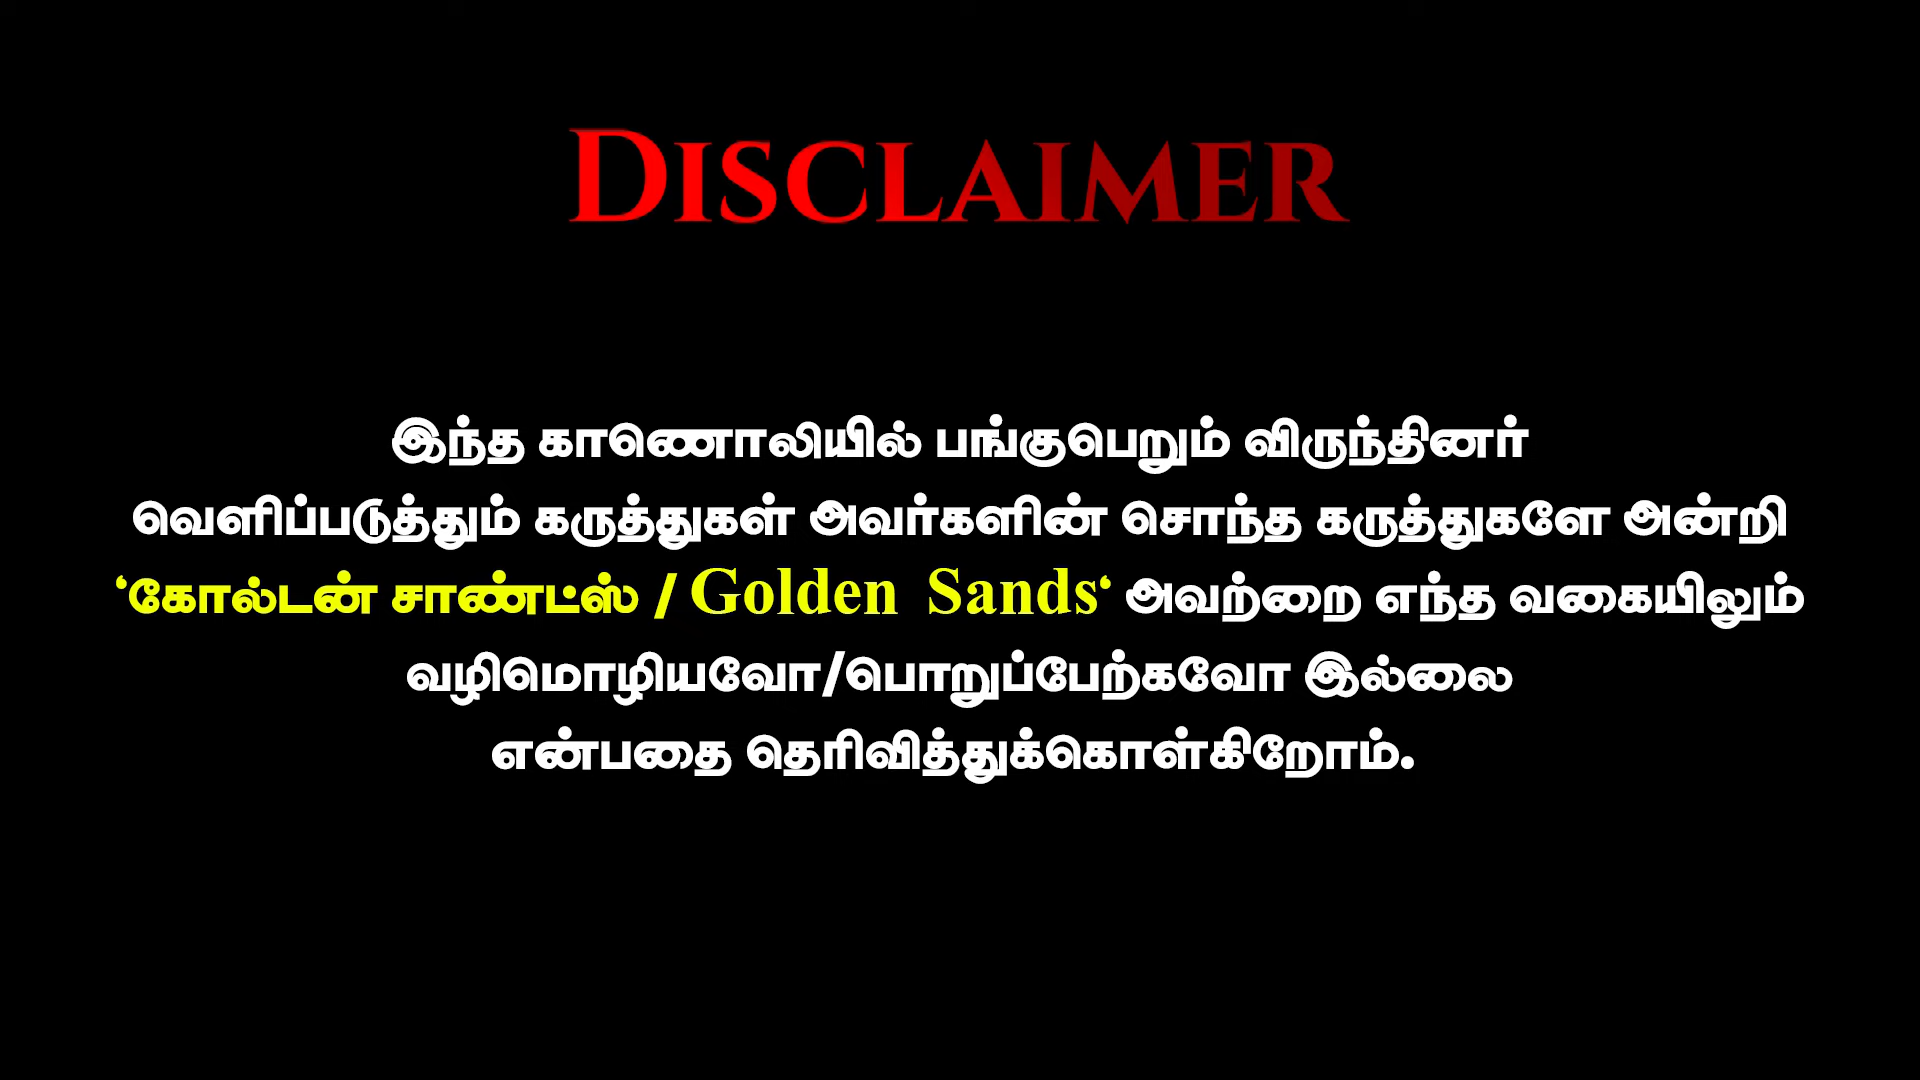 DISCLAIMER
இந்த காணொலியில் பங்குபெறும் விருந்தினர்
வெளிப்படுத்தும் கருத்துகள் அவர்களின் சொந்த கருத்துகளே அன்றி
‘கோல்டன் சாண்ட்ஸ் / Golden Sands‘ அவற்றை எந்த வகையிலும்
வழிமொழியவோ/பொறுப்பேற்கவோ இல்லை
என்பதை தெரிவித்துக்கொள்கிறோம்.